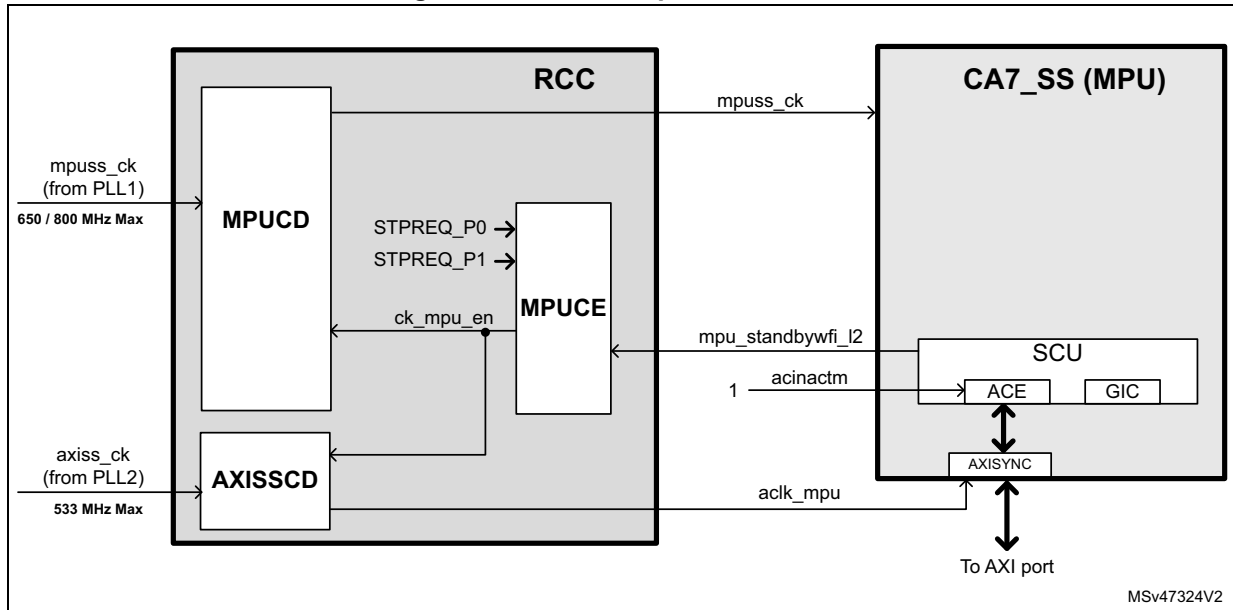 RCC
CA7_SS (MPU)
mpuss_ck
mpuss_ck
(from PLL1)
650 / 800 MHz Max
MPUCD
STPREQ_P0
STPREQ_P1
MPUCE
ck_mpu_en
mpu_standbywfi_l2
SCU
1
acinactm
ACE
GIC
axiss_ck
(from PLL2)
533 MHz Max
AXISSCD
AXISYNC
aclk_mpu
To AXI port
MSv47324V2